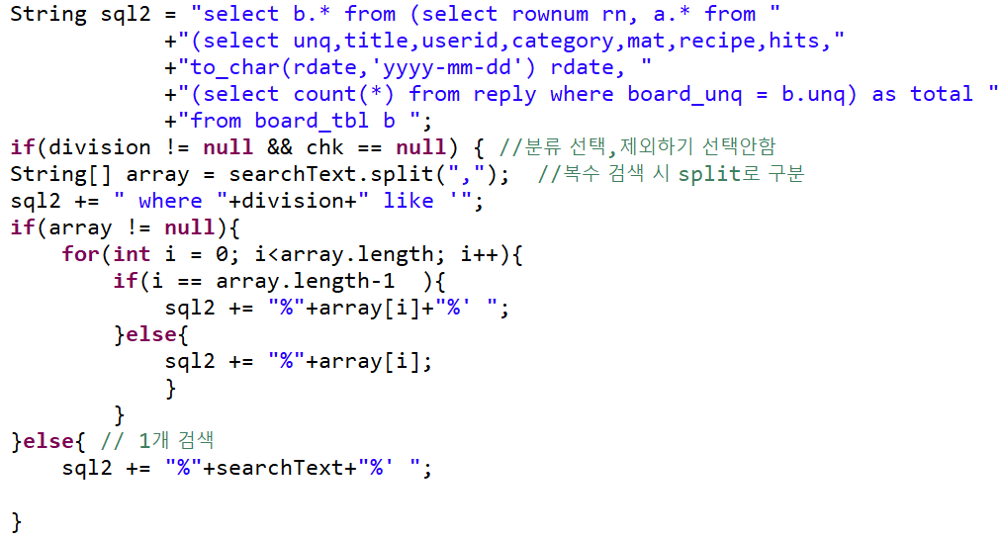 String sql2 = "select b.* from (select rownum rn, a.* from "
            +"(select unq,title,userid,category,mat,recipe,hits,"
            +"to_char(rdate,'yyyy-mm-dd') rdate, "
            +"(select count(*) from reply where board_unq = b.unq) as total "
            +"from board_tbl b ";
if(division != null && chk == null) { //분류 선택,제외하기 선택안함
String[] array = searchText.split(",");  //복수 검색 시 split로 구분
sql2 += " where "+division+" like '";
if(array != null){
    for(int i = 0; i<array.length; i++){
        if(i == array.length-1  ){
            sql2 += "%"+array[i]+"%' ";
        }else{
            sql2 += "%"+array[i];
            }
        }
}else{ // 1개 검색
    sql2 += "%"+searchText+"%' ";

}